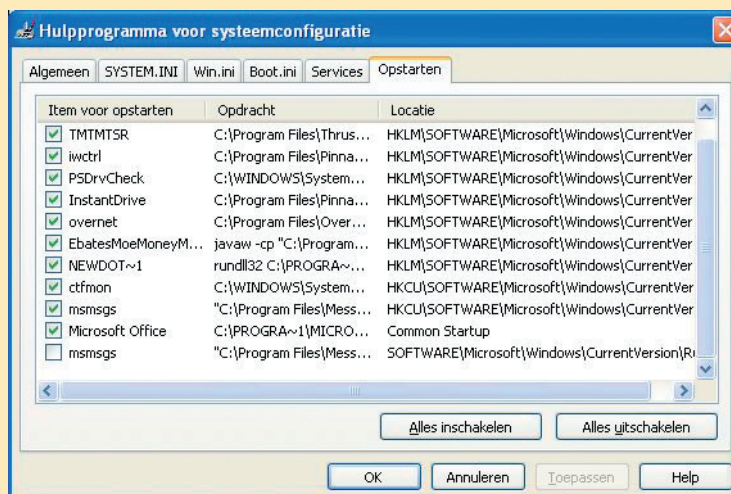 Hulpprogramma voor systeemconfiguratie
Algemeen SYSTEM.INI Win.ini Boot.ini Services Opstarten
Item voor opstarten Opdracht Locatie
TMTMTSR C:\Program Files\Thrus... HKLM\SOFTWARE\Microsoft\Windows\CurrentVer
iwctrl C:\Program Files\Pinna... HKLM\SOFTWARE\Microsoft\Windows\CurrentVer
PSDrvCheck C:\WINDOWS\System... HKLM\SOFTWARE\Microsoft\Windows\CurrentVer
InstantDrive C:\Program Files\Pinna... HKLM\SOFTWARE\Microsoft\Windows\CurrentVer
overnet C:\Program Files\Over... HKLM\SOFTWARE\Microsoft\Windows\CurrentVer
EbatesMoeMoneyM... javaw -cp "C:\Program... HKLM\SOFTWARE\Microsoft\Windows\CurrentVer
NEWDOT~1 rundll32 C:\PROGRA~... HKLM\SOFTWARE\Microsoft\Windows\CurrentVer
ctfmon C:\WINDOWS\System... HKCU\SOFTWARE\Microsoft\Windows\CurrentVer
msmsgs "C:\Program Files\Mess... HKCU\SOFTWARE\Microsoft\Windows\CurrentVer
Microsoft Office C:\PROGRA~1\MICRO... Common Startup
msmsgs "C:\Program Files\Mess... SOFTWARE\Microsoft\Windows\CurrentVersion\Ru
Alles inschakelen Alles uitschakelen
OK Annuleren Toepassen Help